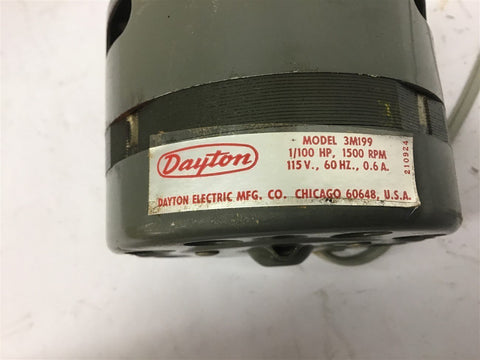 Dayton
MODEL 3M199
1/100 HP, 1500 RPM
115 V., 60 HZ., 0.6 A.
DAYTON ELECTRIC MFG. CO. CHICAGO 60648, U.S.A.
210924